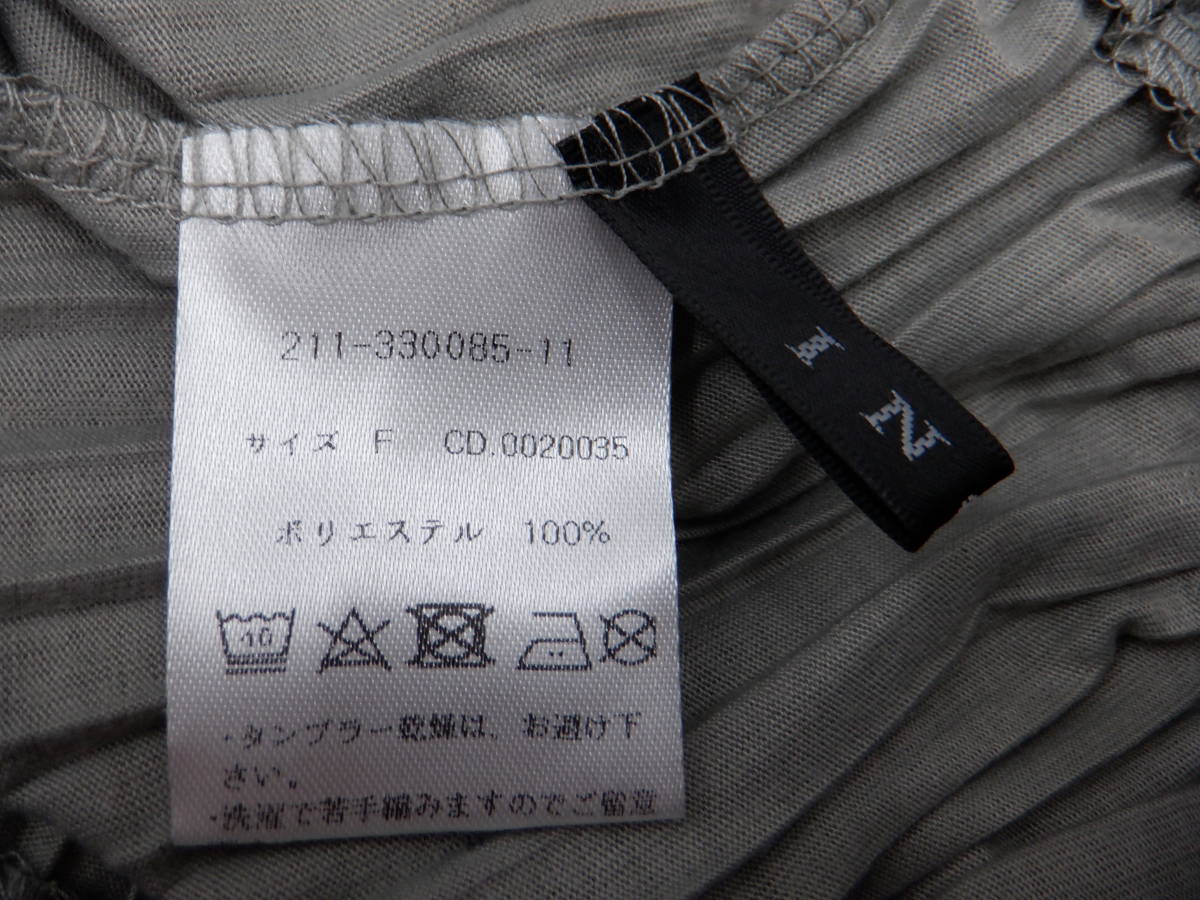 211-330085-11
サイズ F CD.0020035
ポリエステル 100%
・タンブラー乾燥は、お避け下
さい。
・洗濯で若干縮みますのでご留意
I N